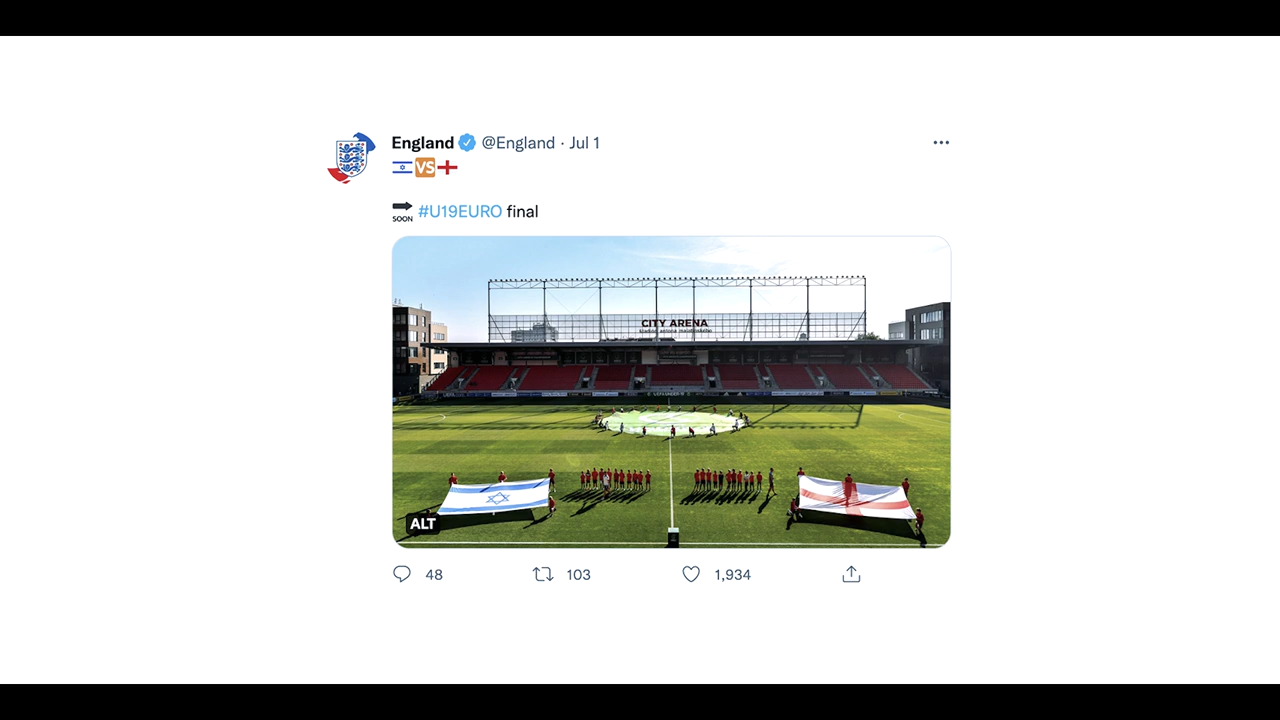 England @England · Jul 1
VS
SOON #U19EURO final
CITY ARENA
ALT
48 103 1,934